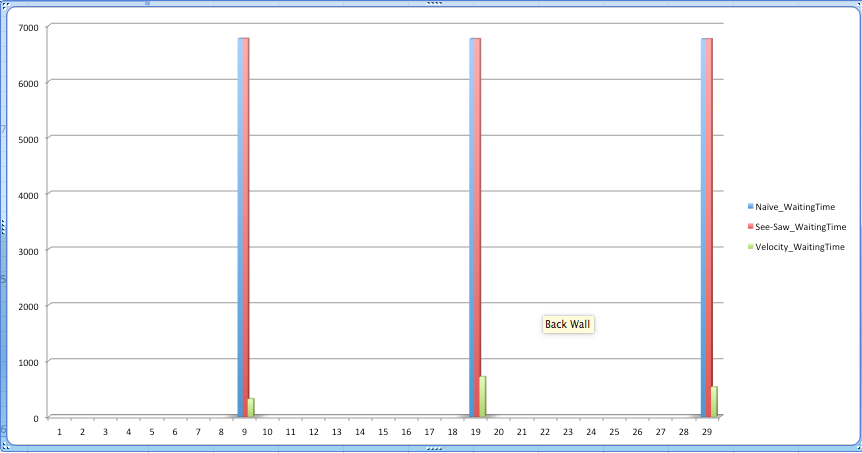 7000
6000
5000
4000
3000
2000
1000
0
1 2 3 4 5 6 7 8 9 10 11 12 13 14 15 16 17 18 19 20 21 22 23 24 25 26 27 28 29
Naive_WaitingTime
See-Saw_WaitingTime
Velocity_WaitingTime
Back Wall